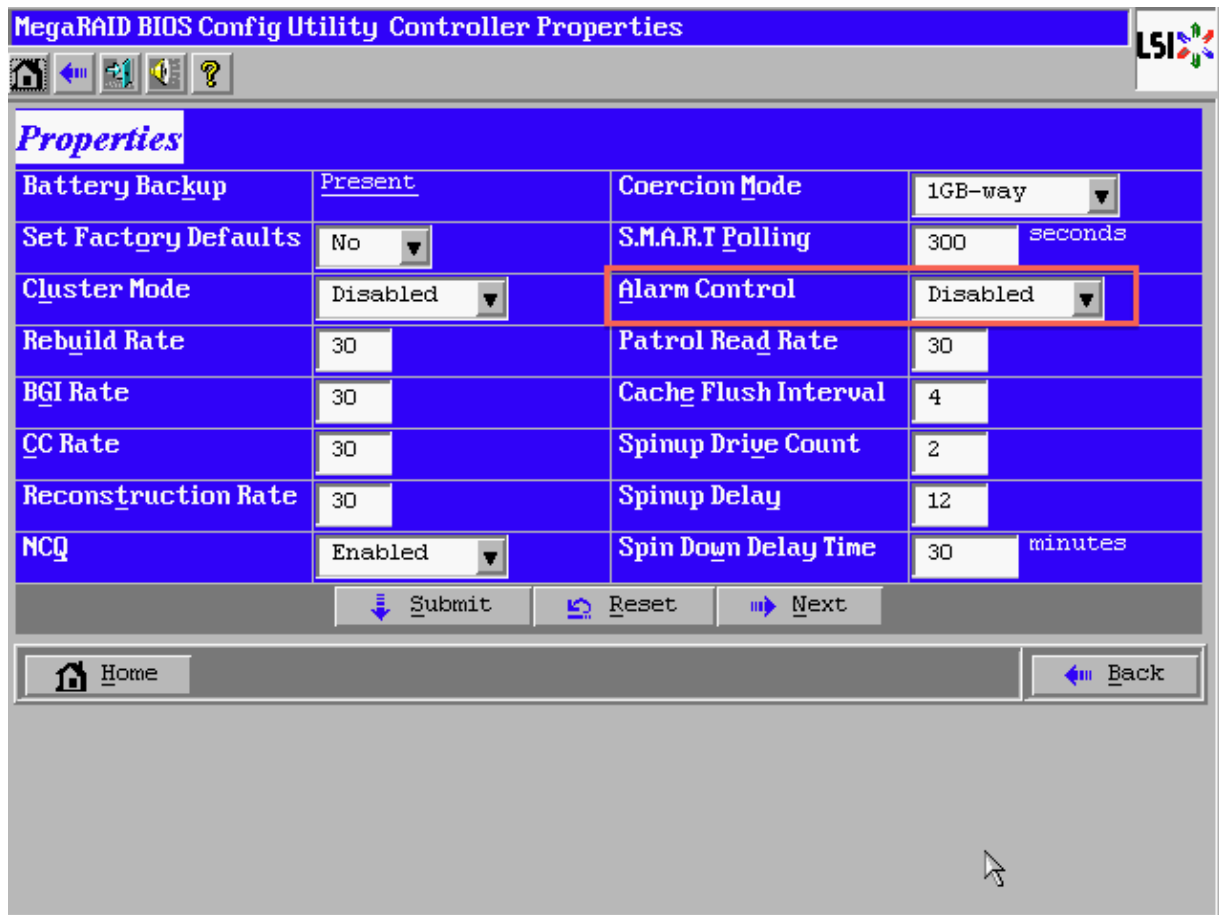 MegaRAID BIOS Config Utility Controller Properties
LSI
Properties
Battery Backup Present Coercion Mode 1GB-way
Set Factory Defaults No S.M.A.R.T Polling 300 seconds
Cluster Mode Disabled Alarm Control Disabled
Rebuild Rate 30 Patrol Read Rate 30
BGI Rate 30 Cache Flush Interval 4
CC Rate 30 Spinup Drive Count 2
Reconstruction Rate 30 Spinup Delay 12
NCQ Enabled Spin Down Delay Time 30 minutes
Submit Reset Next
Home Back